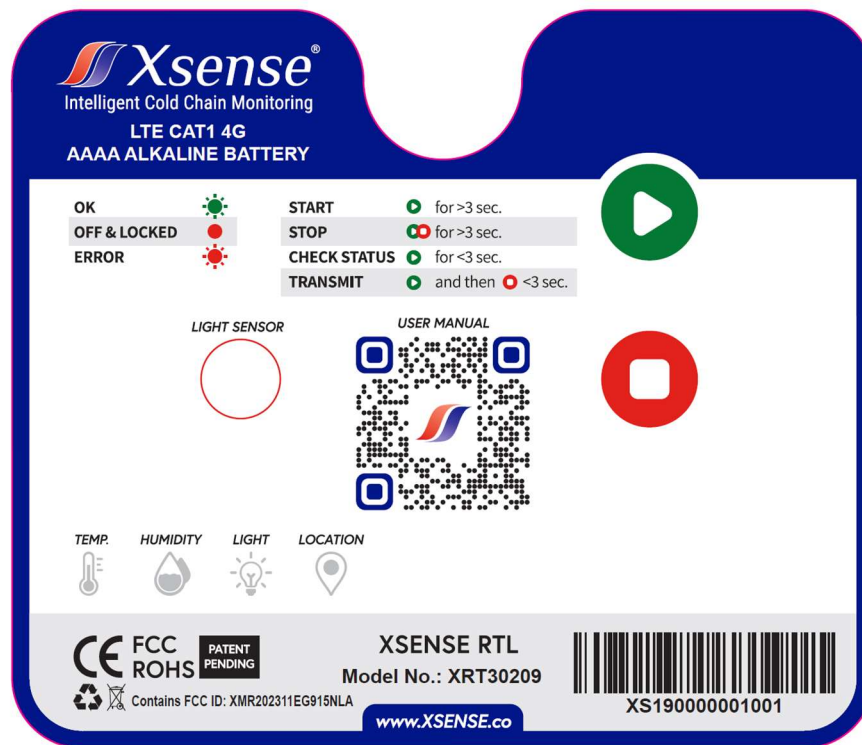 Xsense®
Intelligent Cold Chain Monitoring
LTE CAT1 4G
AAAA ALKALINE BATTERY
OK
OFF & LOCKED
ERROR
START for >3 sec.
STOP for >3 sec.
CHECK STATUS for <3 sec.
TRANSMIT and then <3 sec.
LIGHT SENSOR
USER MANUAL
TEMP. HUMIDITY LIGHT LOCATION
CE FCC ROHS
PATENT PENDING
Contains FCC ID: XMR202311EG915NLA
XSENSE RTL
Model No.: XRT30209
XS190000001001
www.XSENSE.co